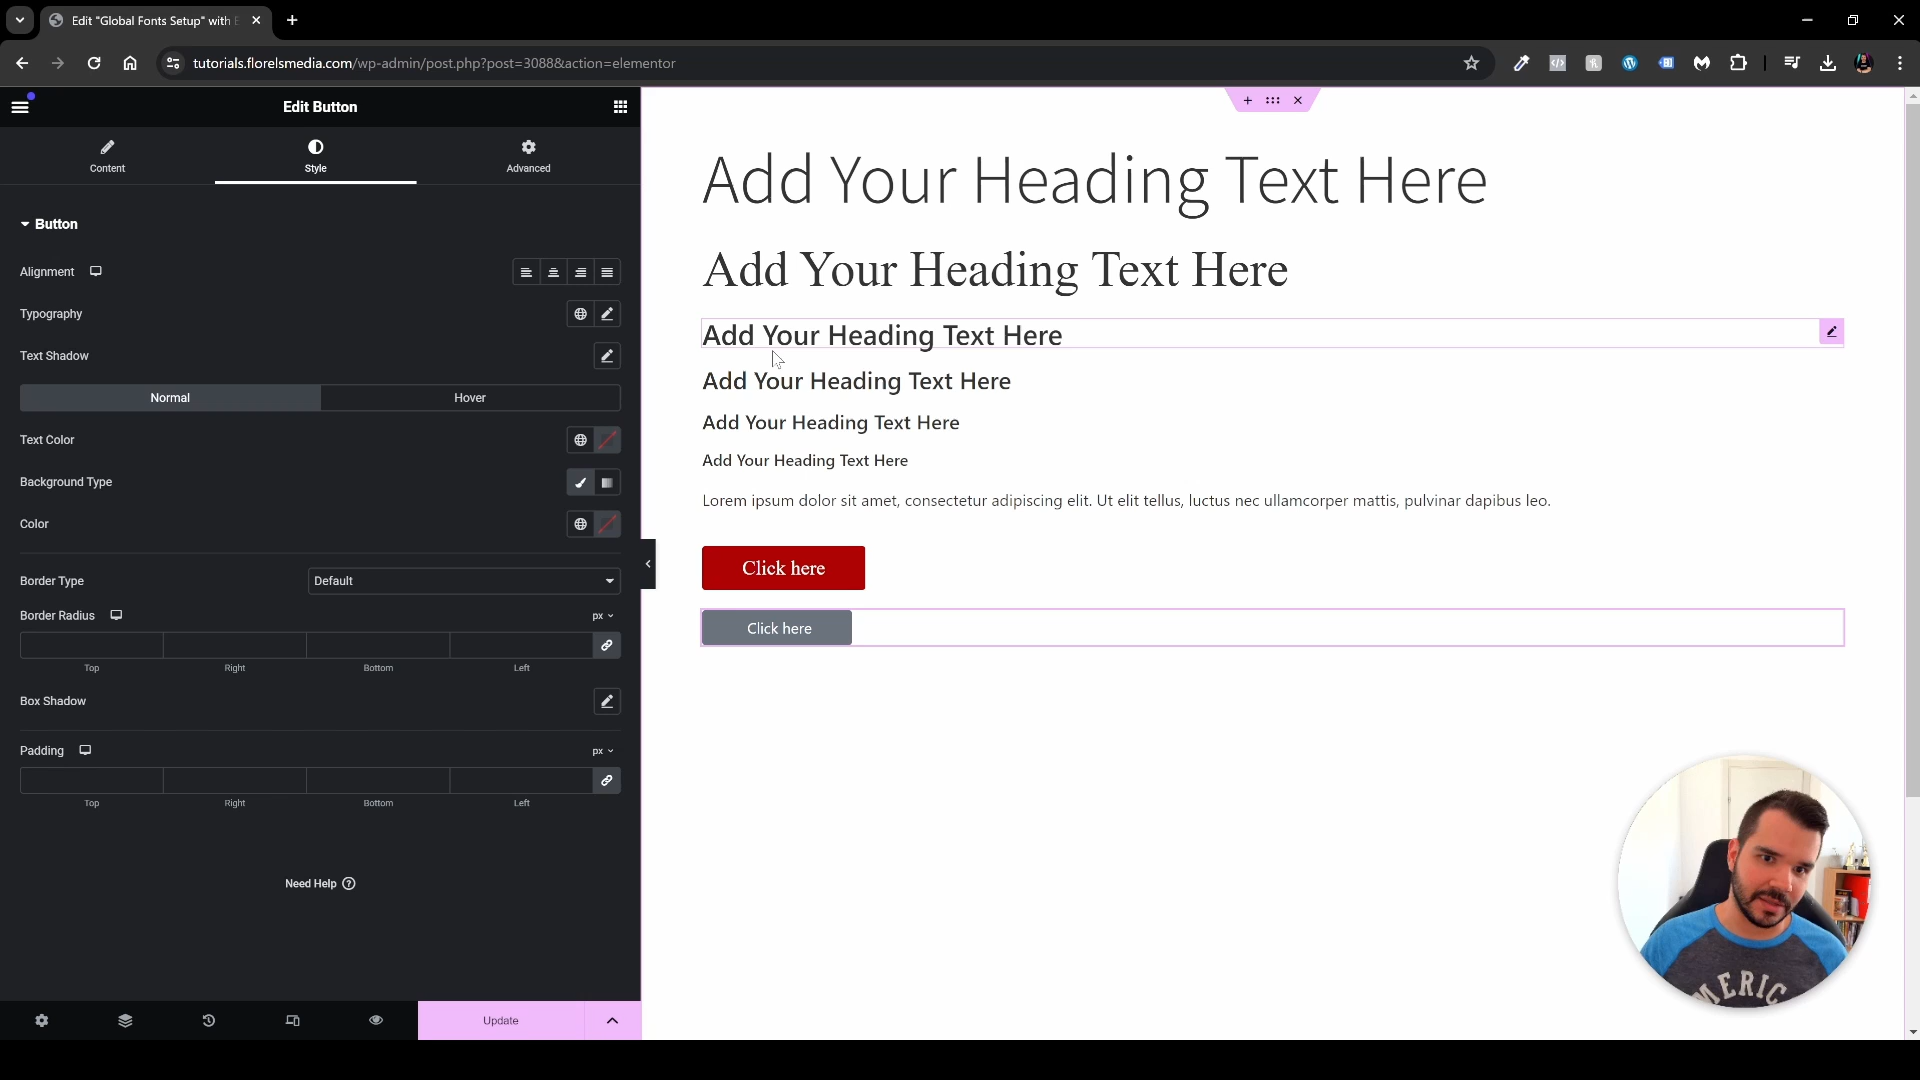 Edit "Global Fonts Setup" with E
tutorials.florelsmedia.com/wp-admin/post.php?post=3088&action=elementor
Edit Button
Content
Style
Advanced
Button
Alignment
Typography
Text Shadow
Normal
Hover
Text Color
Background Type
Color
Border Type
Default
Border Radius
px
Top
Right
Bottom
Left
Box Shadow
Padding
px
Top
Right
Bottom
Left
Need Help
Update
Add Your Heading Text Here
Add Your Heading Text Here
Add Your Heading Text Here
Add Your Heading Text Here
Add Your Heading Text Here
Add Your Heading Text Here
Lorem ipsum dolor sit amet, consectetur adipiscing elit. Ut elit tellus, luctus nec ullamcorper mattis, pulvinar dapibus leo.
Click here
Click here
MERIC